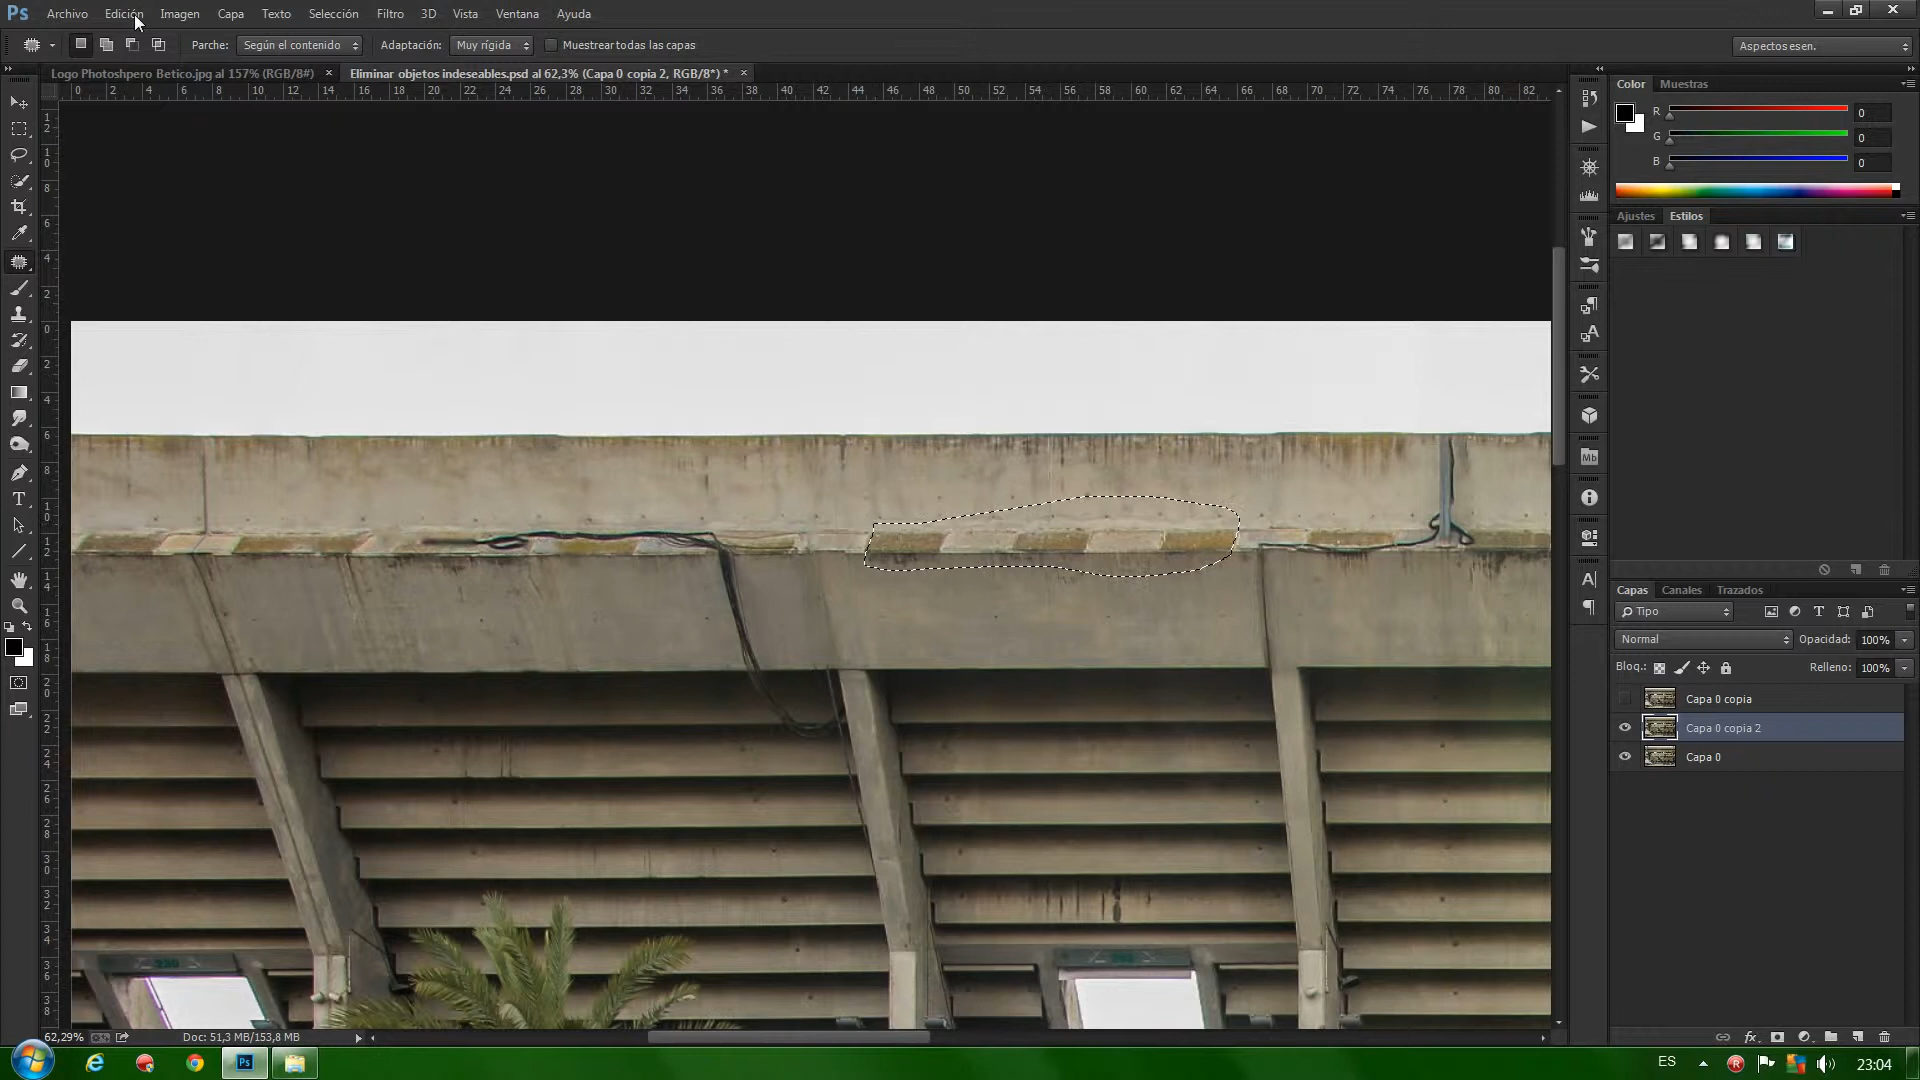 Ps Archivo Edición Imagen Capa Texto Selección Filtro 3D Vista Ventana Ayuda
Parche: Según el contenido Adaptación: Muy rígida Muestrear todas las capas Aspectos esen.
Logo Photoshpero Betico.jpg al 157% (RGB/8#) × Eliminar objetos indeseables.psd al 62,3% (Capa 0 copia 2, RGB/8*) * ×
0 2 4 6 8 10 12 14 16 18 20 22 24 26 28 30 32 34 36 38 40 42 44 46 48 50 52 54 56 58 60 62 64 66 68 70 72 74 76 78 80 82
Color Muestras
R 0
G 0
B 0
Ajustes Estilos
Mb
Capas Canales Trazados
Tipo
Normal Opacidad: 100%
Bloq.: Relleno: 100%
Capa 0 copia
Capa 0 copia 2
Capa 0
62,29% Doc: 51,3 MB/153,8 MB
fx
Ps ES 23:04